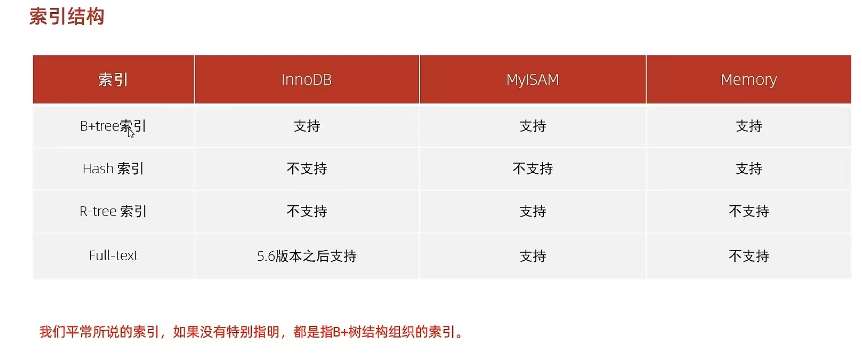 索引结构
索引 InnoDB MyISAM Memory
B+tree索引 支持 支持 支持
Hash 索引 不支持 不支持 支持
R-tree 索引 不支持 支持 不支持
Full-text 5.6版本之后支持 支持 不支持
我们平常所说的索引，如果没有特别指明，都是指B+树结构组织的索引。